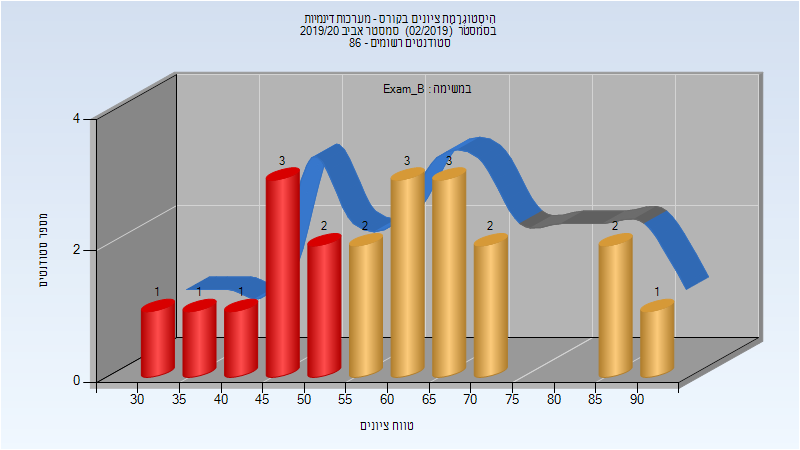 הִיסְטוֹגְרָמַת ציונים בקורס - מערכות דינמיות
בסמסטר (02/2019) סמסטר אביב 2019/20
סטודנטים רשומים - 86
במשימה : Exam_B
מספר סטודנטים
4
2
0
1
1
1
3
2
2
3
3
2
2
1
30 35 40 45 50 55 60 65 70 75 80 85 90
טווח ציונים